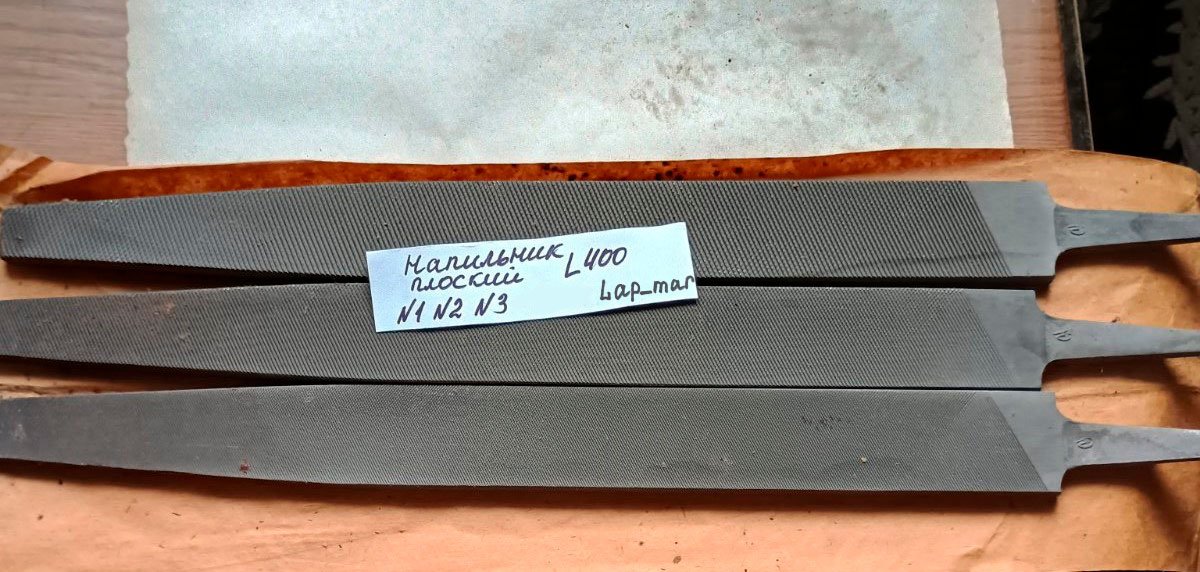 Напильник L400
плоский
N1 N2 N3
Lap_mar